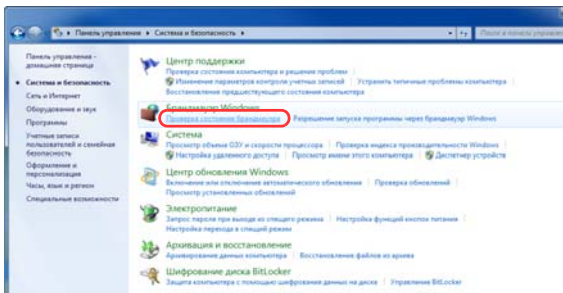 Панель управления ▸ Система и безопасность ▸
Поиск в панели управления
Панель управления - домашняя страница
Система и безопасность
Сеть и Интернет
Оборудование и звук
Программы
Учетные записи пользователей и семейная безопасность
Оформление и персонализация
Часы, язык и регион
Специальные возможности
Центр поддержки
Проверка состояния компьютера и решение проблем
Изменение параметров контроля учетных записей
Устранить типичные проблемы компьютера
Восстановление предшествующего состояния компьютера
Брандмауэр Windows
Проверка состояния брандмауэра
Разрешение запуска программы через брандмауэр Windows
Система
Просмотр объема ОЗУ и скорости процессора
Проверка индекса производительности Windows
Настройка удаленного доступа
Просмотр имени этого компьютера
Диспетчер устройств
Центр обновления Windows
Включение или отключение автоматического обновления
Проверка обновлений
Просмотр установленных обновлений
Электропитание
Запрос пароля при выходе из спящего режима
Настройка функций кнопок питания
Настройка перехода в спящий режим
Архивация и восстановление
Архивирование данных компьютера
Восстановление файлов из архива
Шифрование диска BitLocker
Защита компьютера с помощью шифрования данных на диске
Управление BitLocker